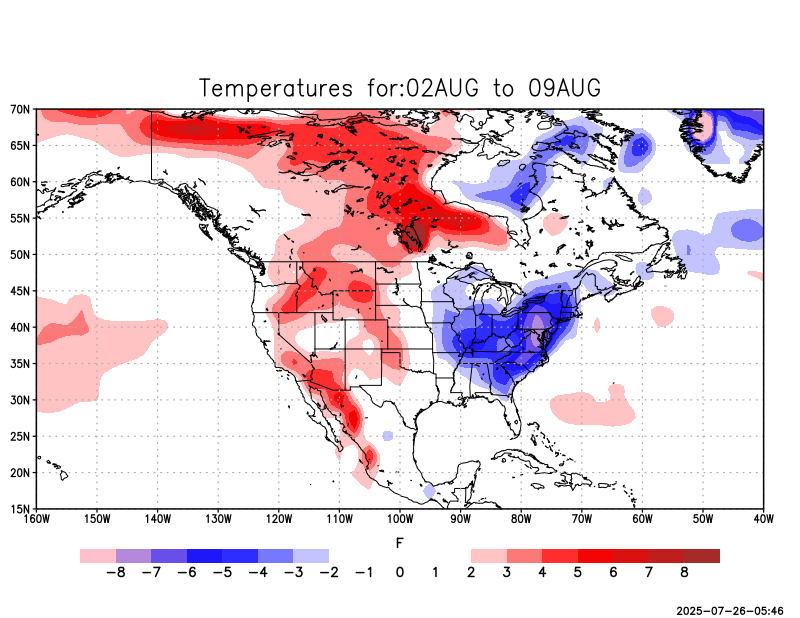 Temperatures for:02AUG to 09AUG
70N
65N
60N
55N
50N
45N
40N
35N
30N
25N
20N
15N
160W 150W 140W 130W 120W 110W 100W 90W 80W 70W 60W 50W 40W
F
−8 −7 −6 −5 −4 −3 −2 −1 0 1 2 3 4 5 6 7 8
2025-07-26-05:46